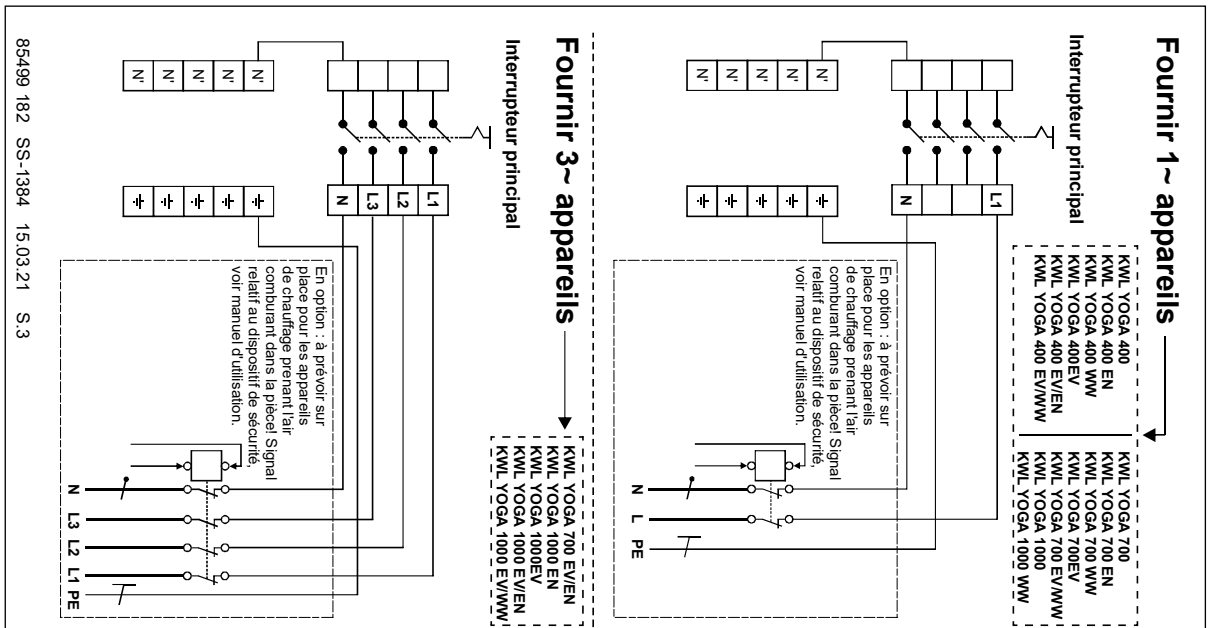 Fournir 1~ appareils
KWL YOGA 400
KWL YOGA 400 EN
KWL YOGA 400 WW
KWL YOGA 400EV
KWL YOGA 400 EV/EN
KWL YOGA 400 EV/WW
KWL YOGA 700
KWL YOGA 700 EN
KWL YOGA 700 WW
KWL YOGA 700EV
KWL YOGA 700 EV/WW
KWL YOGA 1000
KWL YOGA 1000 WW
Interrupteur principal
L1
N
N' N' N' N' N'
En option : à prévoir sur
place pour les appareils
de chauffage prenant l'air
comburant dans la pièce! Signal
relatif au dispositif de sécurité,
voir manuel d'utilisation.
N L PE
Fournir 3~ appareils
KWL YOGA 700 EV/EN
KWL YOGA 1000 EN
KWL YOGA 1000EV
KWL YOGA 1000 EV/EN
KWL YOGA 1000 EV/WW
Interrupteur principal
N L3 L2 L1
N' N' N' N' N'
En option : à prévoir sur
place pour les appareils
de chauffage prenant l'air
comburant dans la pièce! Signal
relatif au dispositif de sécurité,
voir manuel d'utilisation.
N L3 L2 L1 PE
85499 182 SS-1384 15.03.21 S.3